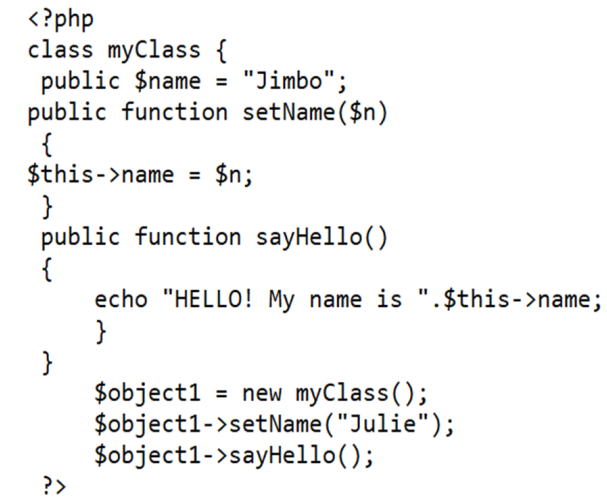 <?php
class myClass {
public $name = "Jimbo";
public function setName($n)
{
$this->name = $n;
}
public function sayHello()
{
echo "HELLO! My name is ".$this->name;
}
}
$object1 = new myClass();
$object1->setName("Julie");
$object1->sayHello();
?>